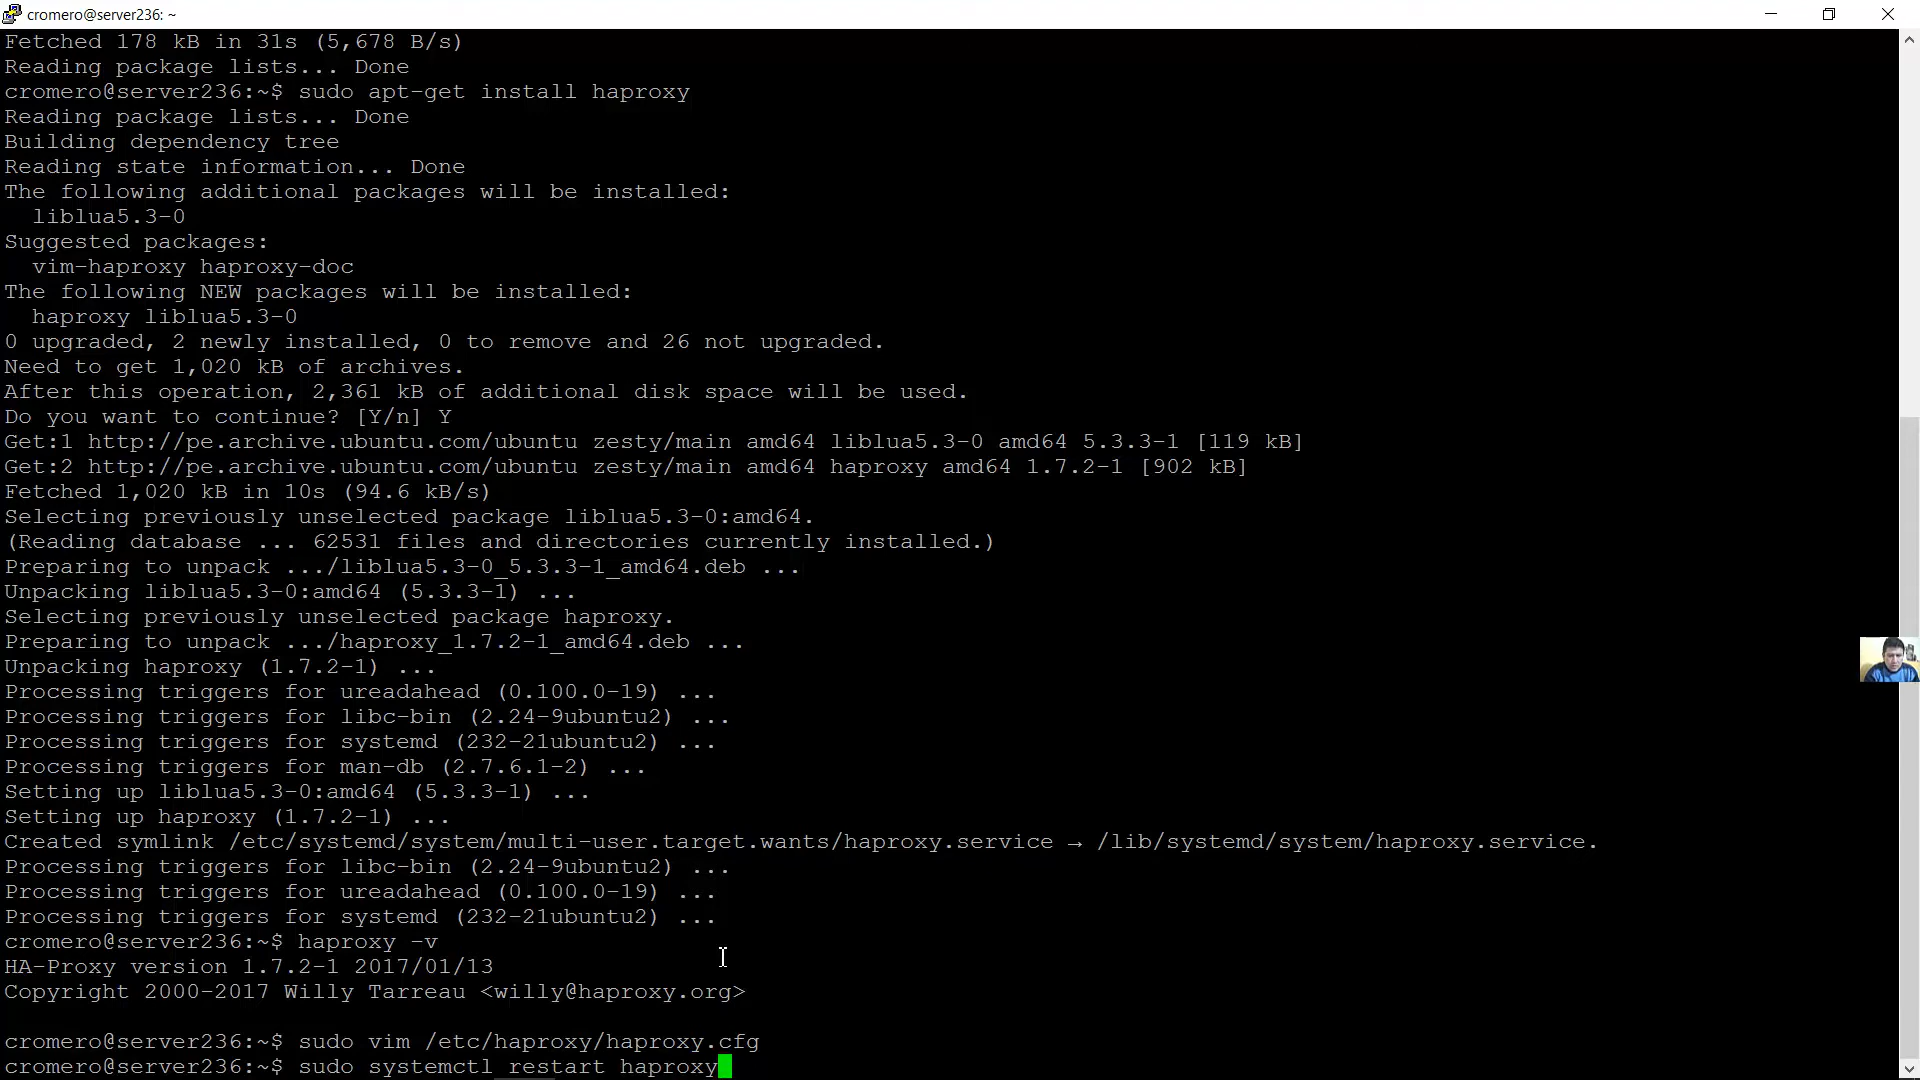 cromero@server236: ~
Fetched 178 kB in 31s (5,678 B/s)
Reading package lists... Done
cromero@server236:~$ sudo apt-get install haproxy
Reading package lists... Done
Building dependency tree
Reading state information... Done
The following additional packages will be installed:
  liblua5.3-0
Suggested packages:
  vim-haproxy haproxy-doc
The following NEW packages will be installed:
  haproxy liblua5.3-0
0 upgraded, 2 newly installed, 0 to remove and 26 not upgraded.
Need to get 1,020 kB of archives.
After this operation, 2,361 kB of additional disk space will be used.
Do you want to continue? [Y/n] Y
Get:1 http://pe.archive.ubuntu.com/ubuntu zesty/main amd64 liblua5.3-0 amd64 5.3.3-1 [119 kB]
Get:2 http://pe.archive.ubuntu.com/ubuntu zesty/main amd64 haproxy amd64 1.7.2-1 [902 kB]
Fetched 1,020 kB in 10s (94.6 kB/s)
Selecting previously unselected package liblua5.3-0:amd64.
(Reading database ... 62531 files and directories currently installed.)
Preparing to unpack .../liblua5.3-0_5.3.3-1_amd64.deb ...
Unpacking liblua5.3-0:amd64 (5.3.3-1) ...
Selecting previously unselected package haproxy.
Preparing to unpack .../haproxy_1.7.2-1_amd64.deb ...
Unpacking haproxy (1.7.2-1) ...
Processing triggers for ureadahead (0.100.0-19) ...
Processing triggers for libc-bin (2.24-9ubuntu2) ...
Processing triggers for systemd (232-21ubuntu2) ...
Processing triggers for man-db (2.7.6.1-2) ...
Setting up liblua5.3-0:amd64 (5.3.3-1) ...
Setting up haproxy (1.7.2-1) ...
Created symlink /etc/systemd/system/multi-user.target.wants/haproxy.service → /lib/systemd/system/haproxy.service.
Processing triggers for libc-bin (2.24-9ubuntu2) ...
Processing triggers for ureadahead (0.100.0-19) ...
Processing triggers for systemd (232-21ubuntu2) ...
cromero@server236:~$ haproxy -v
HA-Proxy version 1.7.2-1 2017/01/13
Copyright 2000-2017 Willy Tarreau <willy@haproxy.org>
cromero@server236:~$ sudo vim /etc/haproxy/haproxy.cfg
cromero@server236:~$ sudo systemctl restart haproxy